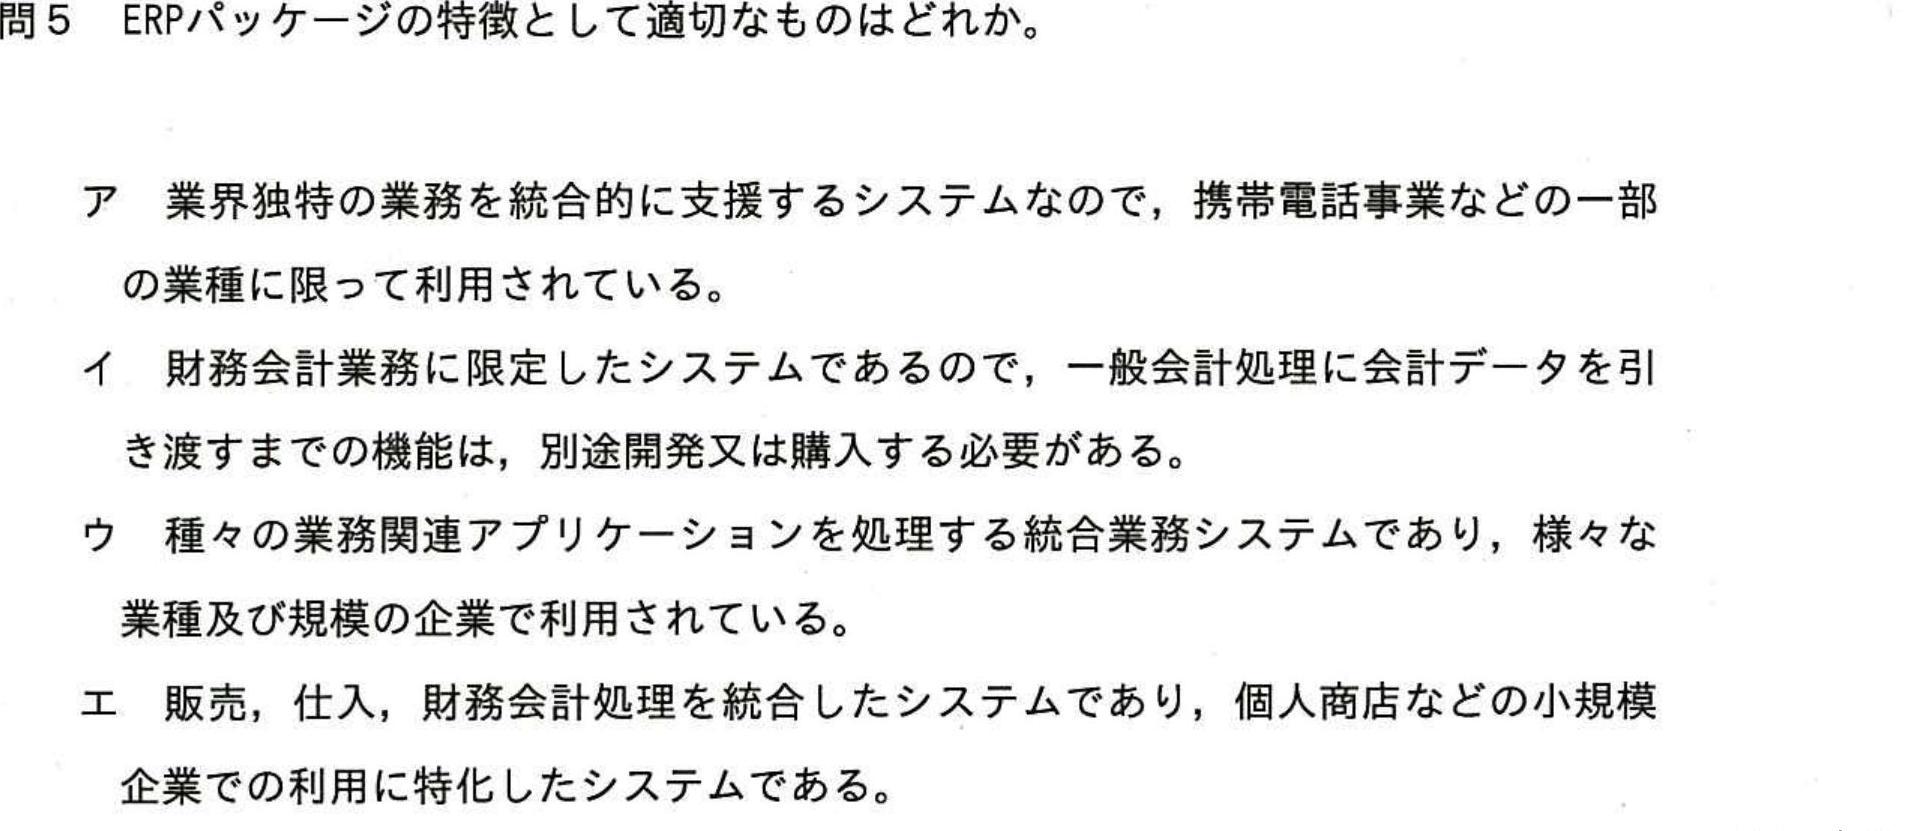 問５　ERPパッケージの特徴として適切なものはどれか。
ア　業界独特の業務を統合的に支援するシステムなので，携帯電話事業などの一部
の業種に限って利用されている。
イ　財務会計業務に限定したシステムであるので，一般会計処理に会計データを引
き渡すまでの機能は，別途開発又は購入する必要がある。
ウ　種々の業務関連アプリケーションを処理する統合業務システムであり，様々な
業種及び規模の企業で利用されている。
エ　販売，仕入，財務会計処理を統合したシステムであり，個人商店などの小規模
企業での利用に特化したシステムである。